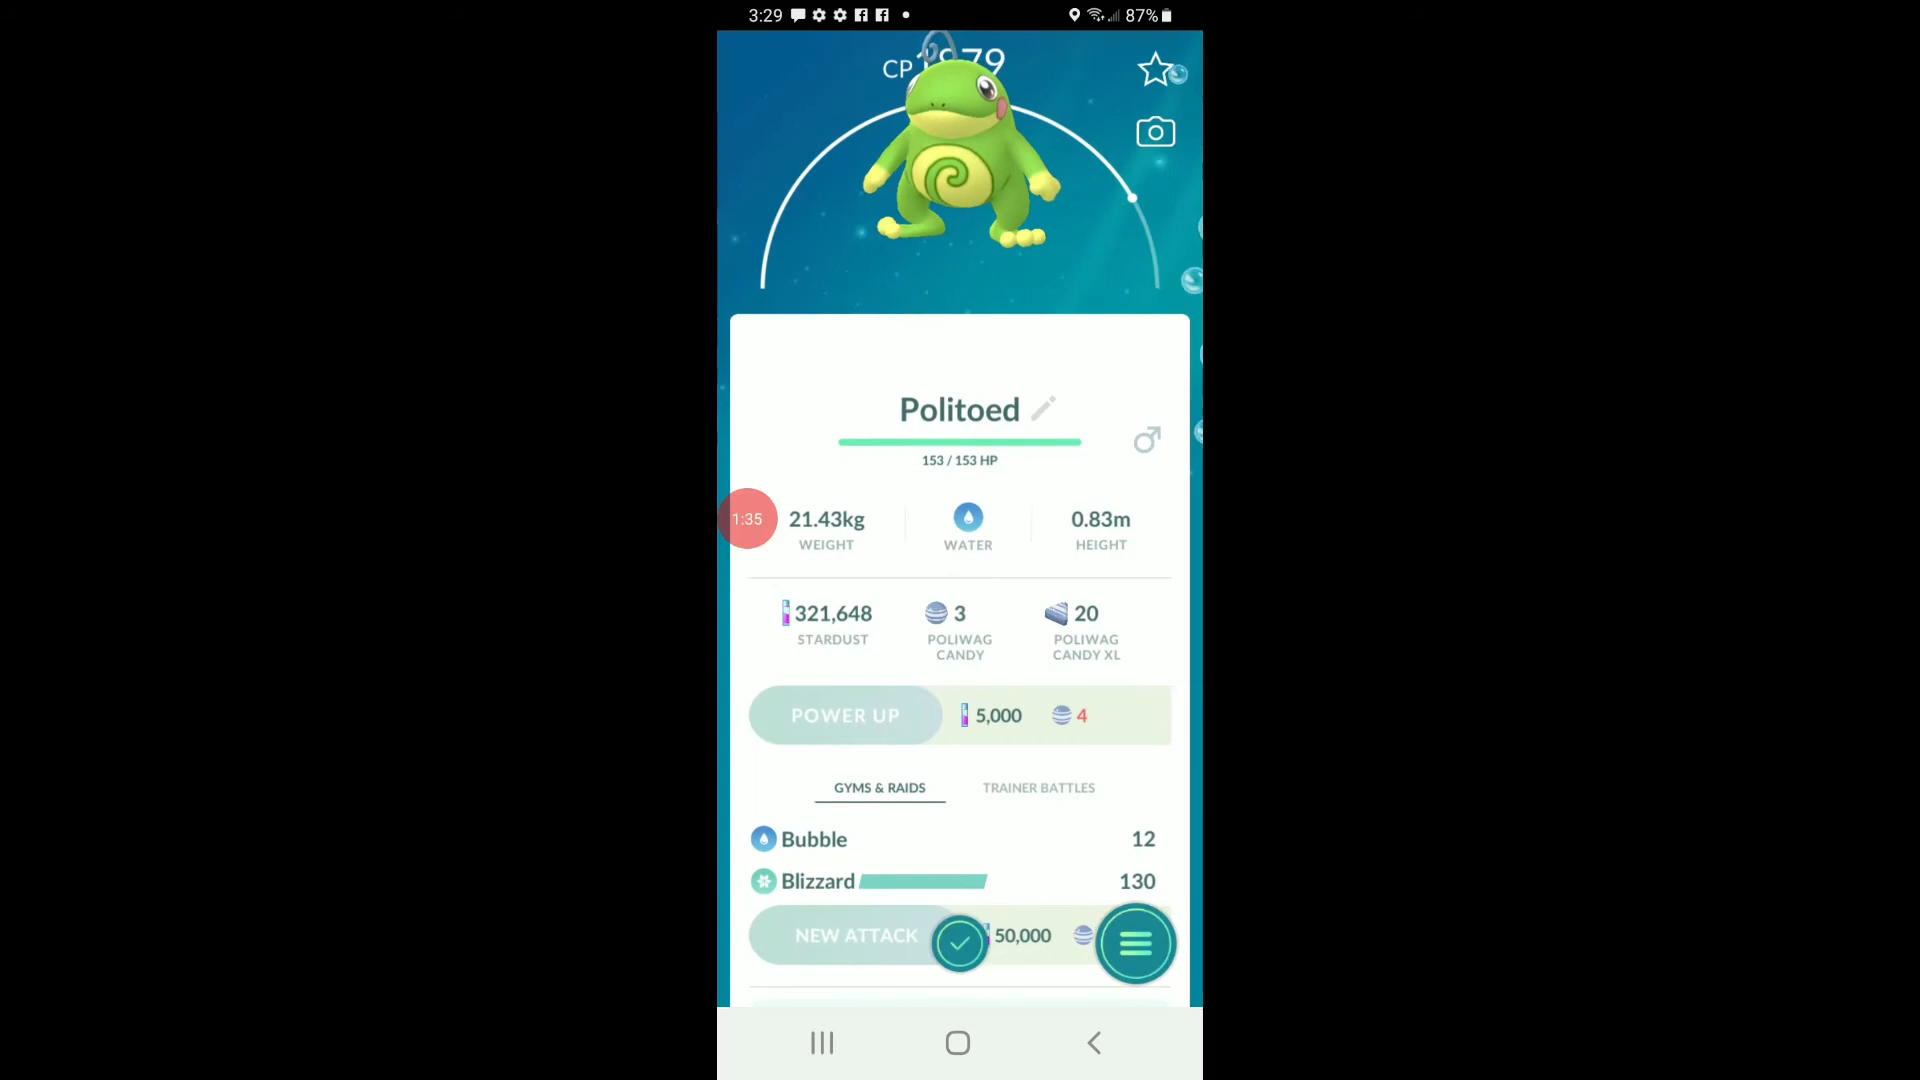 3:29 87%
CP
Politoed
153 / 153 HP
1:35
21.43kg
WEIGHT
WATER
0.83m
HEIGHT
321,648
STARDUST
3
POLIWAG
CANDY
20
POLIWAG
CANDY XL
POWER UP 5,000 4
GYMS & RAIDS TRAINER BATTLES
Bubble 12
Blizzard 130
NEW ATTACK 50,000